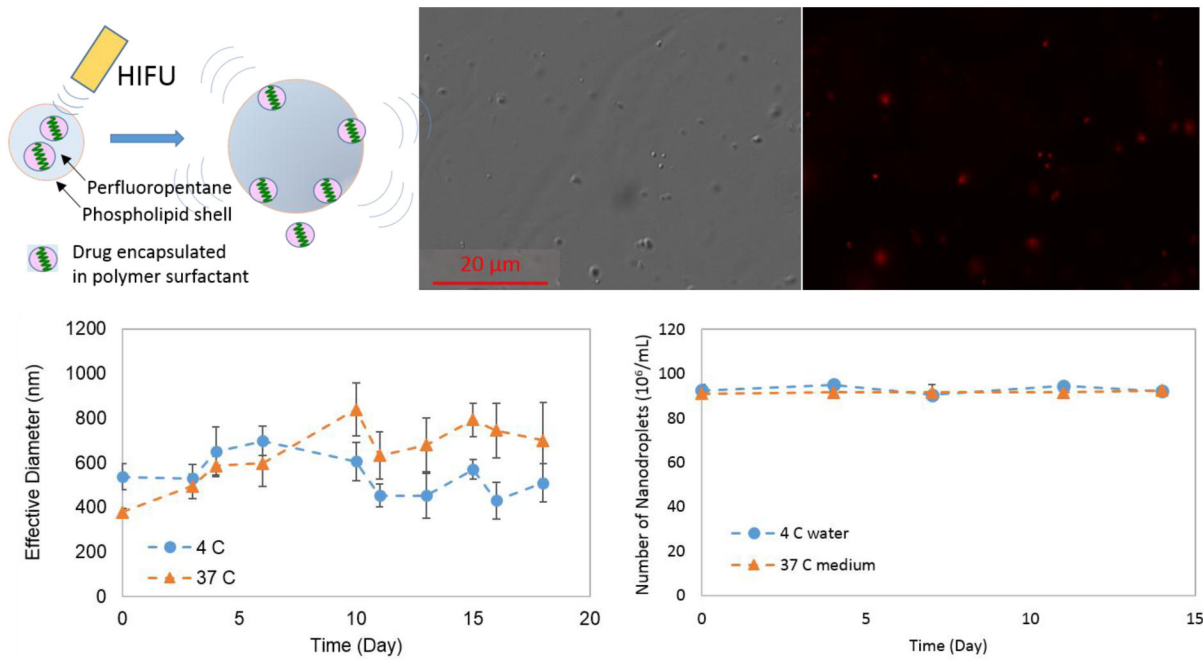 HIFU
Perfluoropentane
Phospholipid shell
Drug encapsulated
in polymer surfactant
20 µm
1200
1000
800
600
400
200
0
0 5 10 15 20
Effective Diameter (nm)
Time (Day)
4 C
37 C
120
100
80
60
40
20
0
0 5 10 15
Number of Nanodroplets (10⁶/mL)
Time (Day)
4 C water
37 C medium